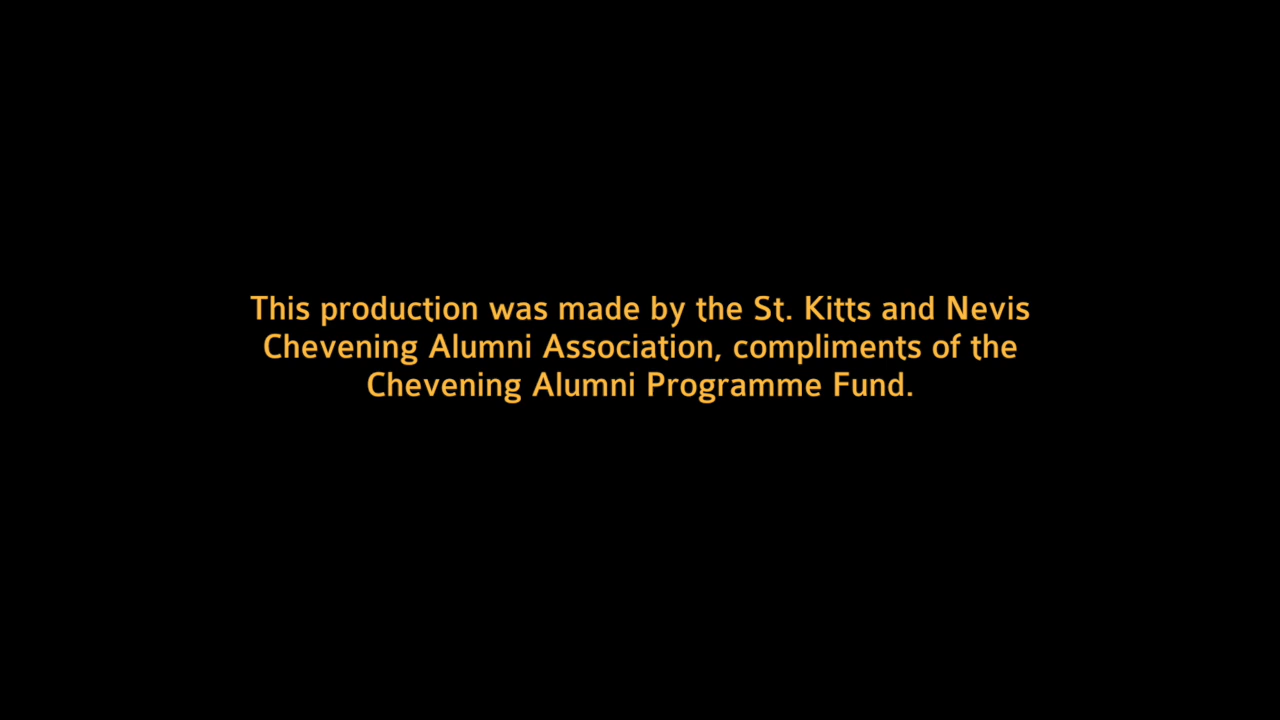 This production was made by the St. Kitts and Nevis
Chevening Alumni Association, compliments of the
Chevening Alumni Programme Fund.